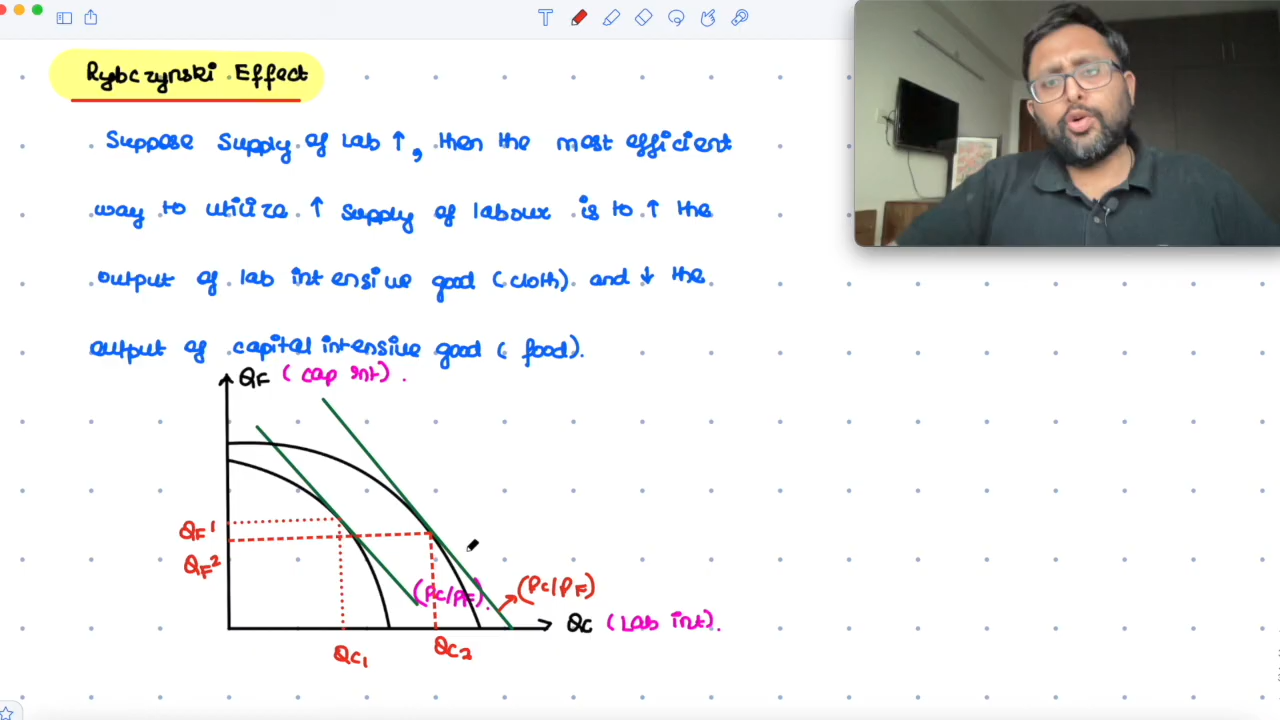 Rybczynski Effect
Suppose Supply of Lab ↑, then the most efficient
way to utilize ↑ supply of labour is to ↑ the
output of lab intensive good (cloth) and ↓ the
output of capital intensive good ( food).
QF ( cap int) .
QF¹
QF²
(Pc/PF).
(Pc/PF)
Qc (Lab int).
Qc1
Qc2
T